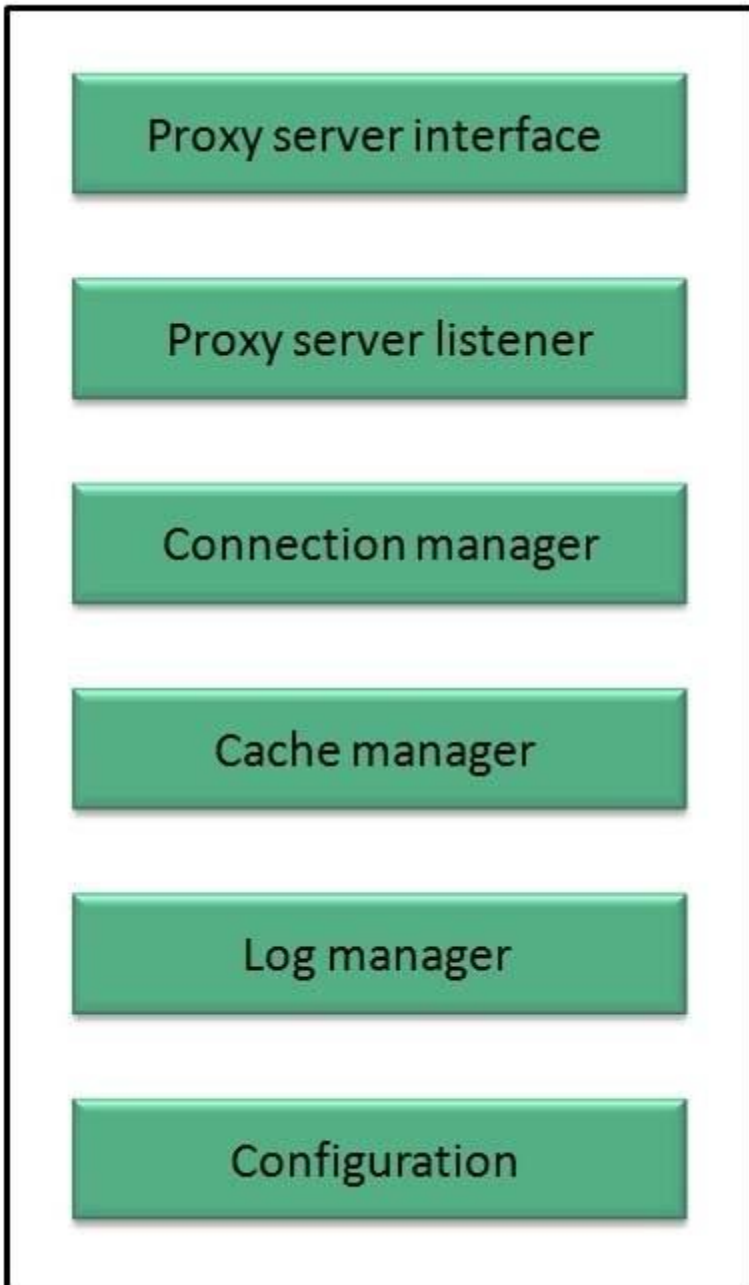 Proxy server interface
Proxy server listener
Connection manager
Cache manager
Log manager
Configuration